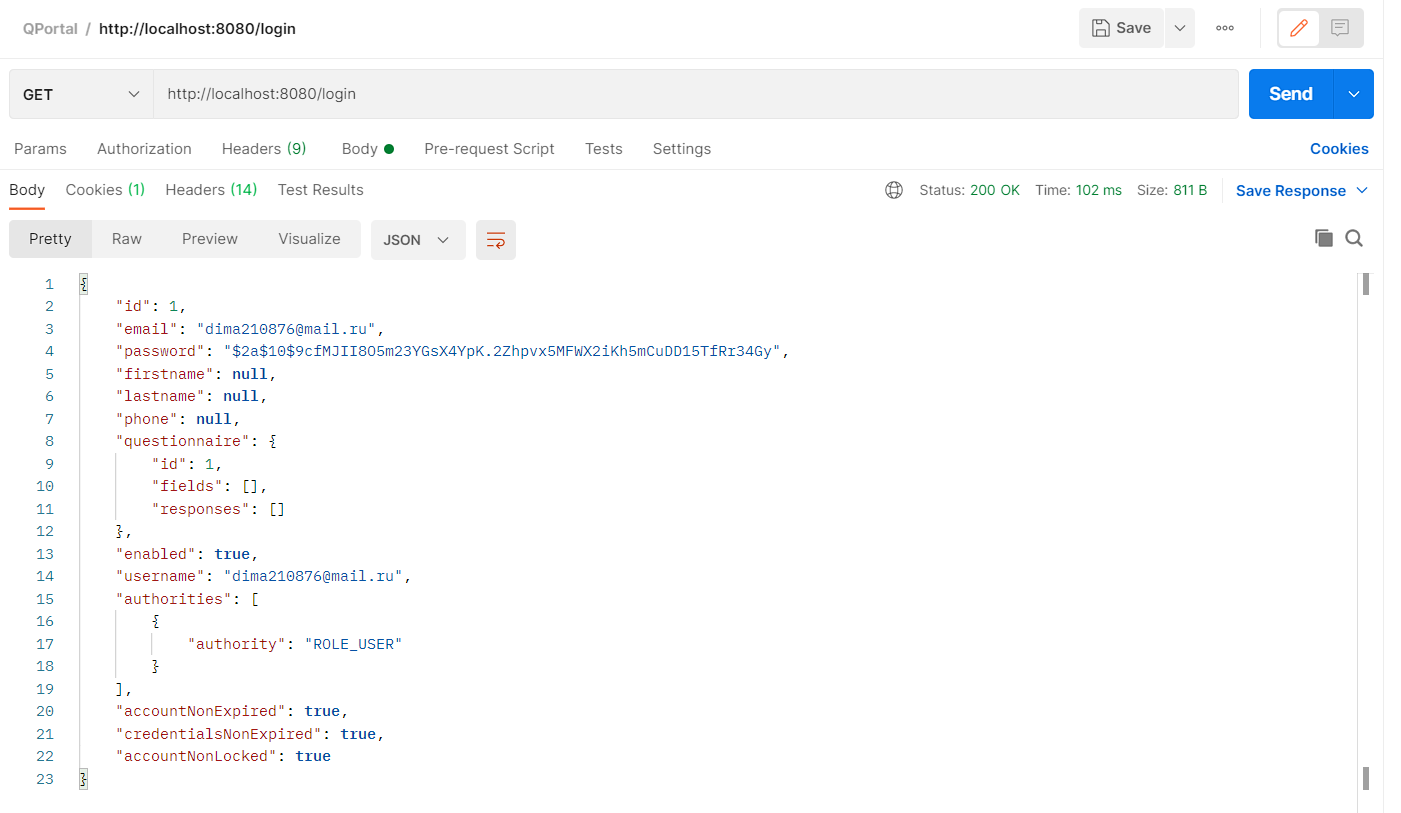 QPortal / http://localhost:8080/login
Save
GET
http://localhost:8080/login
Send
Params Authorization Headers (9) Body Pre-request Script Tests Settings Cookies
Body Cookies (1) Headers (14) Test Results Status: 200 OK Time: 102 ms Size: 811 B Save Response
Pretty Raw Preview Visualize JSON
1 {
2 "id": 1,
3 "email": "dima210876@mail.ru",
4 "password": "$2a$10$9cfMJII8O5m23YGsX4YpK.2Zhpvx5MFWX2iKh5mCuDD15TfRr34Gy",
5 "firstname": null,
6 "lastname": null,
7 "phone": null,
8 "questionnaire": {
9 "id": 1,
10 "fields": [],
11 "responses": []
12 },
13 "enabled": true,
14 "username": "dima210876@mail.ru",
15 "authorities": [
16 {
17 "authority": "ROLE_USER"
18 }
19 ],
20 "accountNonExpired": true,
21 "credentialsNonExpired": true,
22 "accountNonLocked": true
23 }